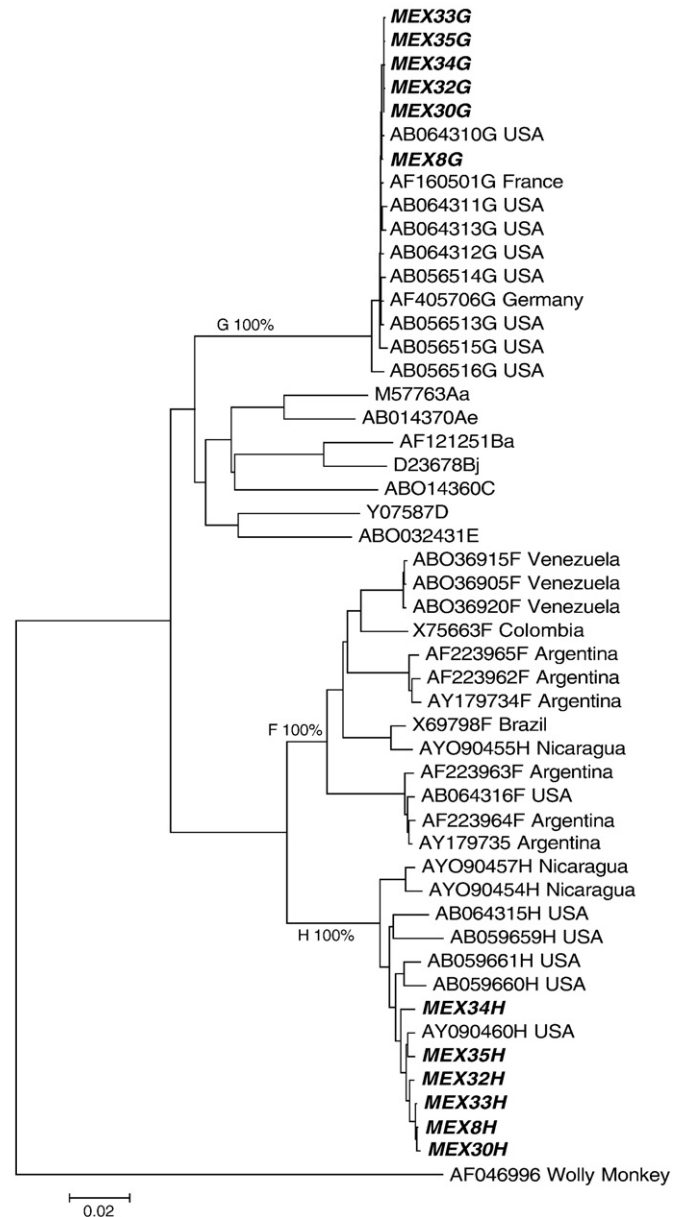 MEX33G
MEX35G
MEX34G
MEX32G
MEX30G
AB064310G USA
MEX8G
AF160501G France
AB064311G USA
AB064313G USA
AB064312G USA
AB056514G USA
AF405706G Germany
AB056513G USA
G 100%
AB056515G USA
AB056516G USA
M57763Aa
AB014370Ae
AF121251Ba
D23678Bj
ABO14360C
Y07587D
ABO032431E
ABO36915F Venezuela
ABO36905F Venezuela
ABO36920F Venezuela
X75663F Colombia
AF223965F Argentina
AF223962F Argentina
AY179734F Argentina
X69798F Brazil
F 100%
AYO90455H Nicaragua
AF223963F Argentina
AB064316F USA
AF223964F Argentina
AY179735 Argentina
AYO90457H Nicaragua
AYO90454H Nicaragua
AB064315H USA
H 100%
AB059659H USA
AB059661H USA
AB059660H USA
MEX34H
AY090460H USA
MEX35H
MEX32H
MEX33H
MEX8H
MEX30H
AF046996 Wolly Monkey
0.02